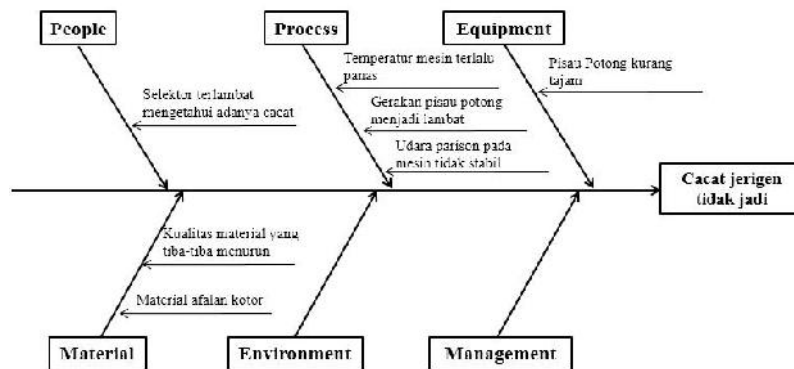 People
Process
Equipment
Selektor terlambat
mengetahui adanya cacat
Temperatur mesin terlalu
panas
Gerakan pisau potong
menjadi lambat
Udara parison pada
mesin tidak stabil
Pisau Potong kurang
tajam
Cacat jerigen
tidak jadi
Kualitas material yang
tiba-tiba menurun
Material afalan kotor
Material
Environment
Management